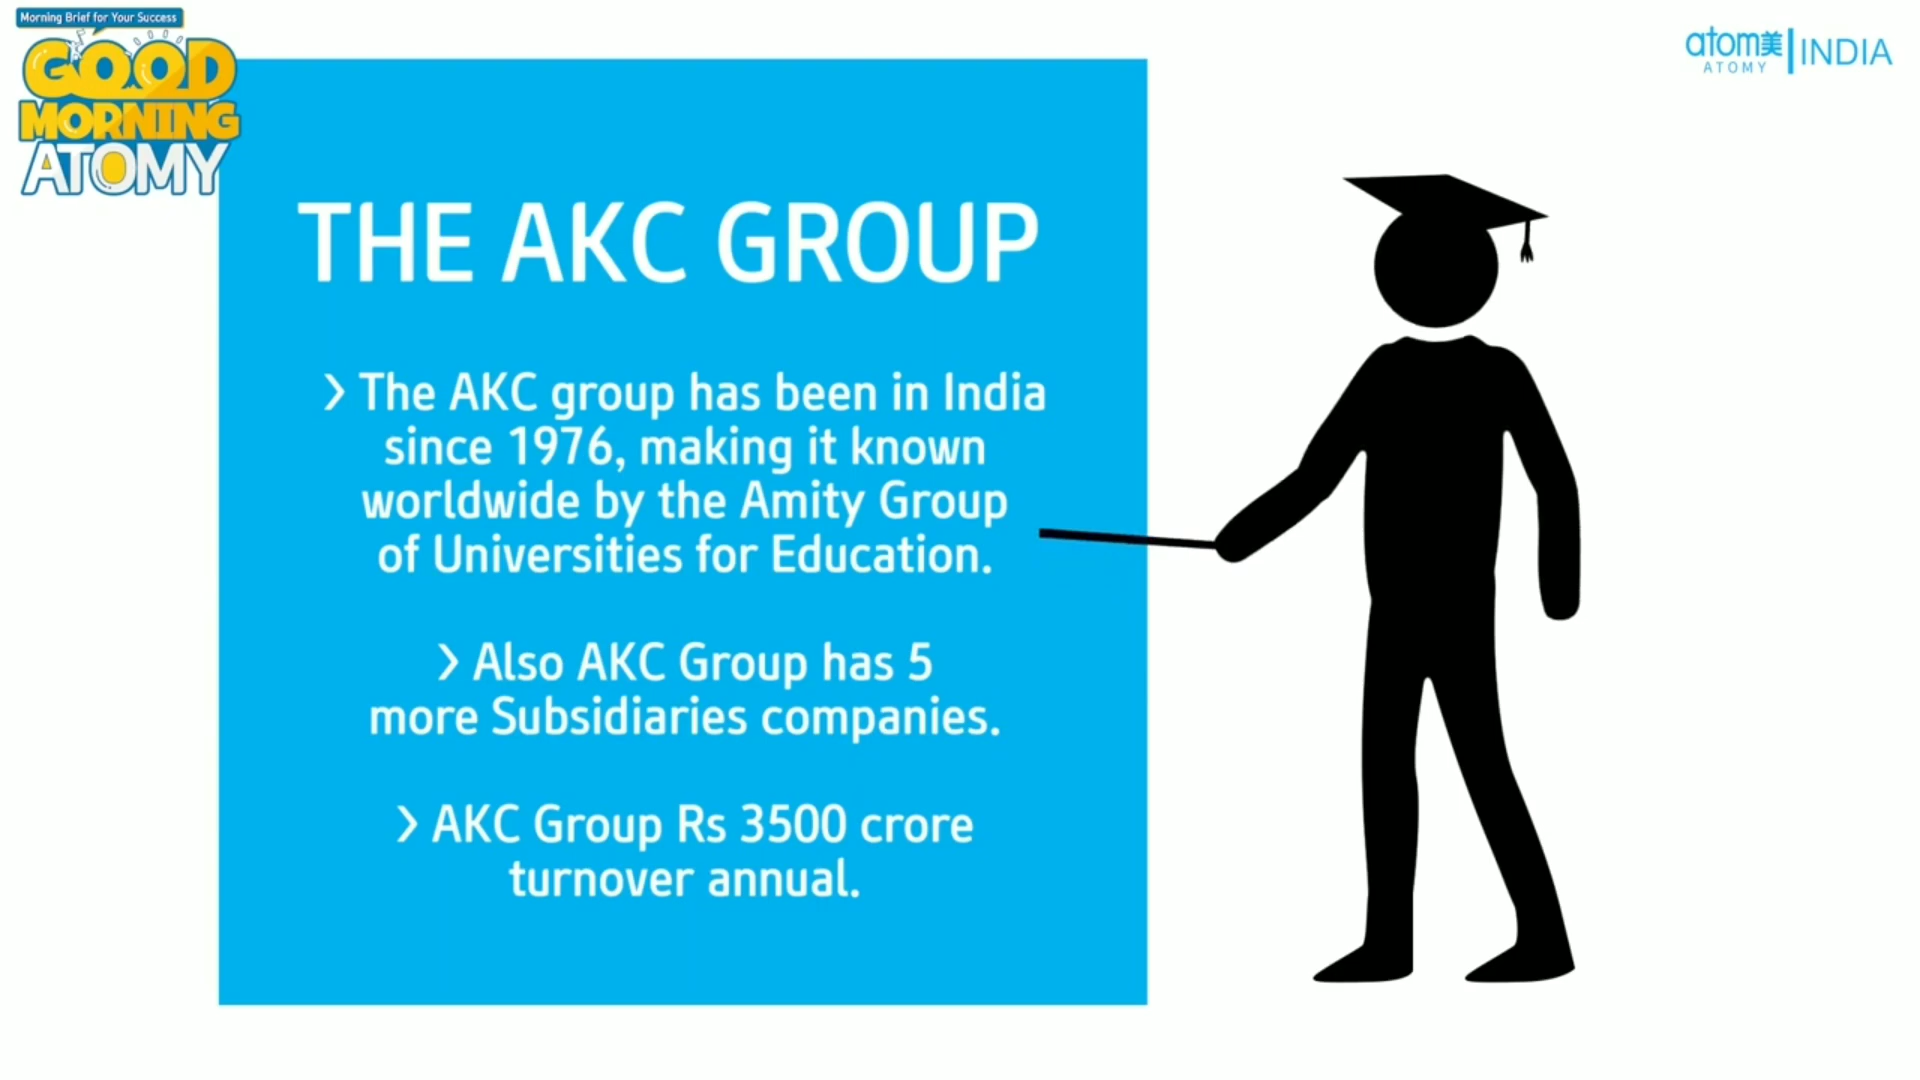 Morning Brief for Your Success
GOOD
MORNING
ATOMY
atom美 | INDIA
ATOMY
THE AKC GROUP
> The AKC group has been in India
since 1976, making it known
worldwide by the Amity Group
of Universities for Education.
> Also AKC Group has 5
more Subsidiaries companies.
> AKC Group Rs 3500 crore
turnover annual.